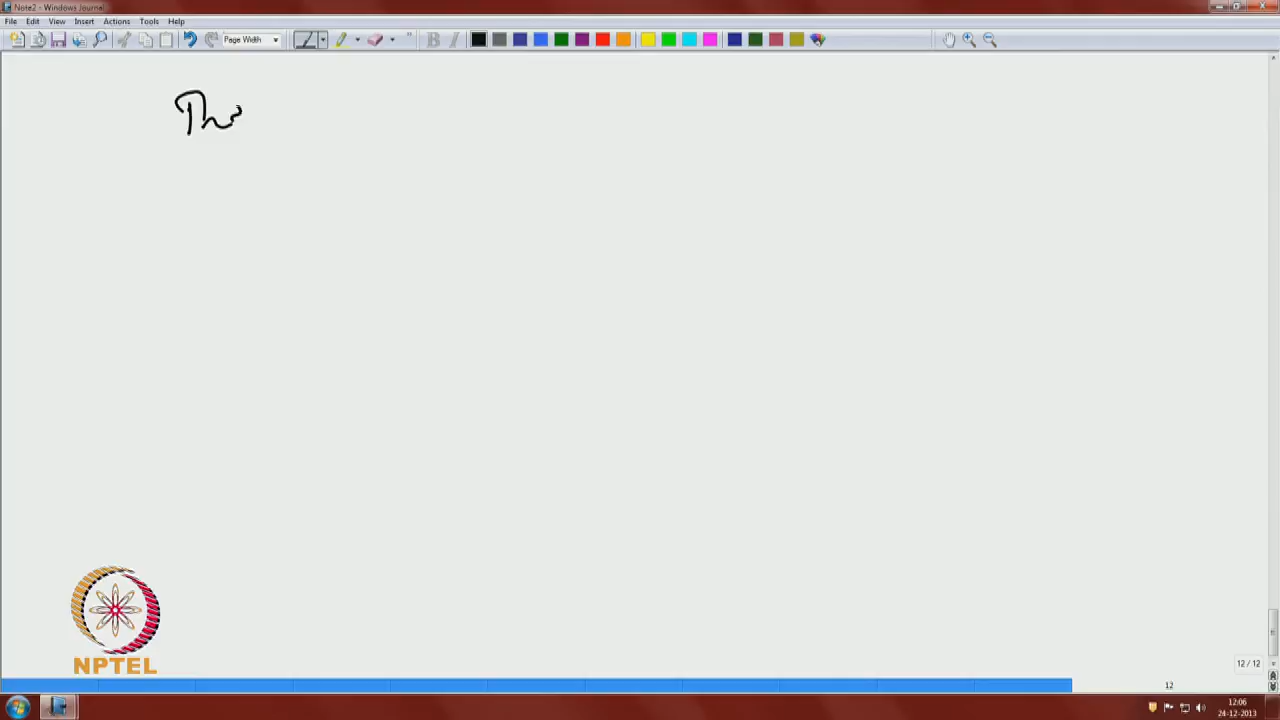 Note2 - Windows Journal
File Edit View Insert Actions Tools Help
Page Width B I
The
NPTEL
12 / 12
12
12:06
24-12-2013